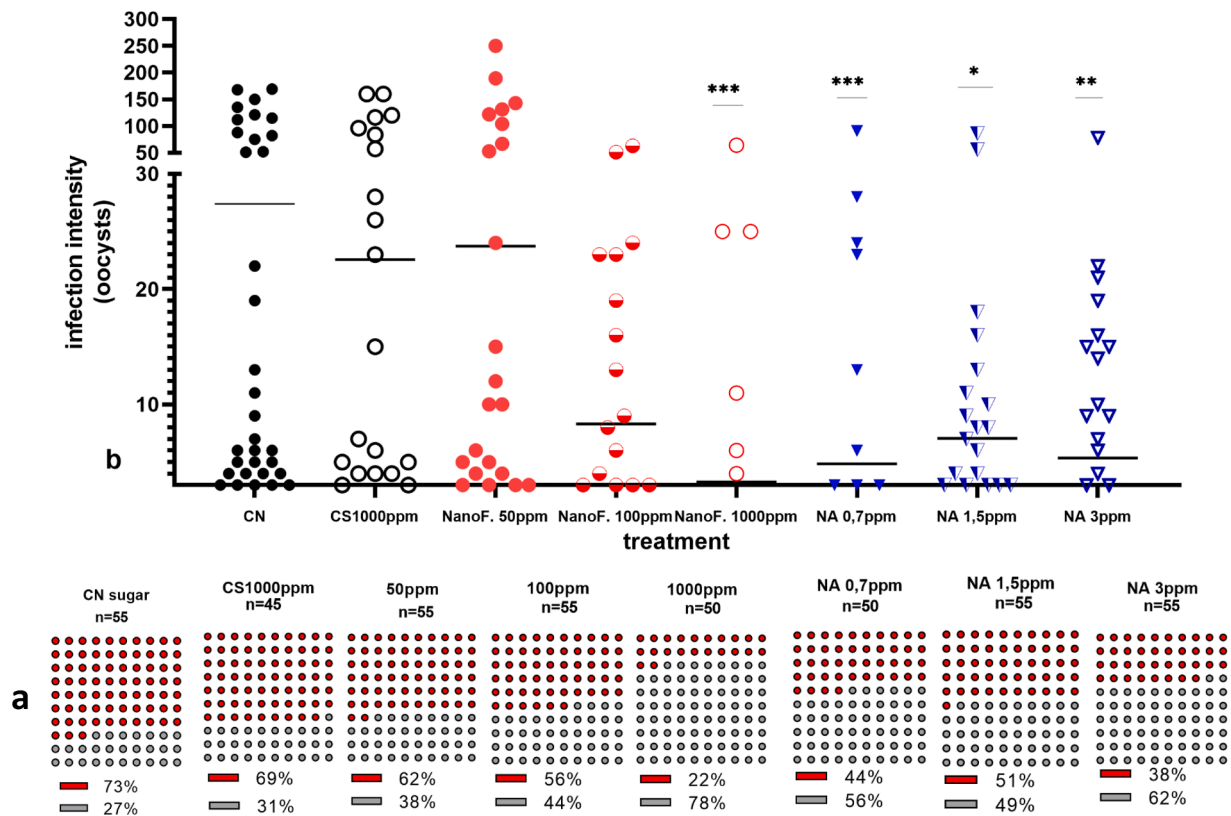 300
250
200
150
100
50
30
20
10
infection intensity
(oocysts)
***
***
*
**
b
CN
CS1000ppm
NanoF. 50ppm
NanoF. 100ppm
NanoF. 1000ppm
NA 0,7ppm
NA 1,5ppm
NA 3ppm
treatment
CN sugar
n=55
CS1000ppm
n=45
50ppm
n=55
100ppm
n=55
1000ppm
n=50
NA 0,7ppm
n=50
NA 1,5ppm
n=55
NA 3ppm
n=55
a
73%
27%
69%
31%
62%
38%
56%
44%
22%
78%
44%
56%
51%
49%
38%
62%